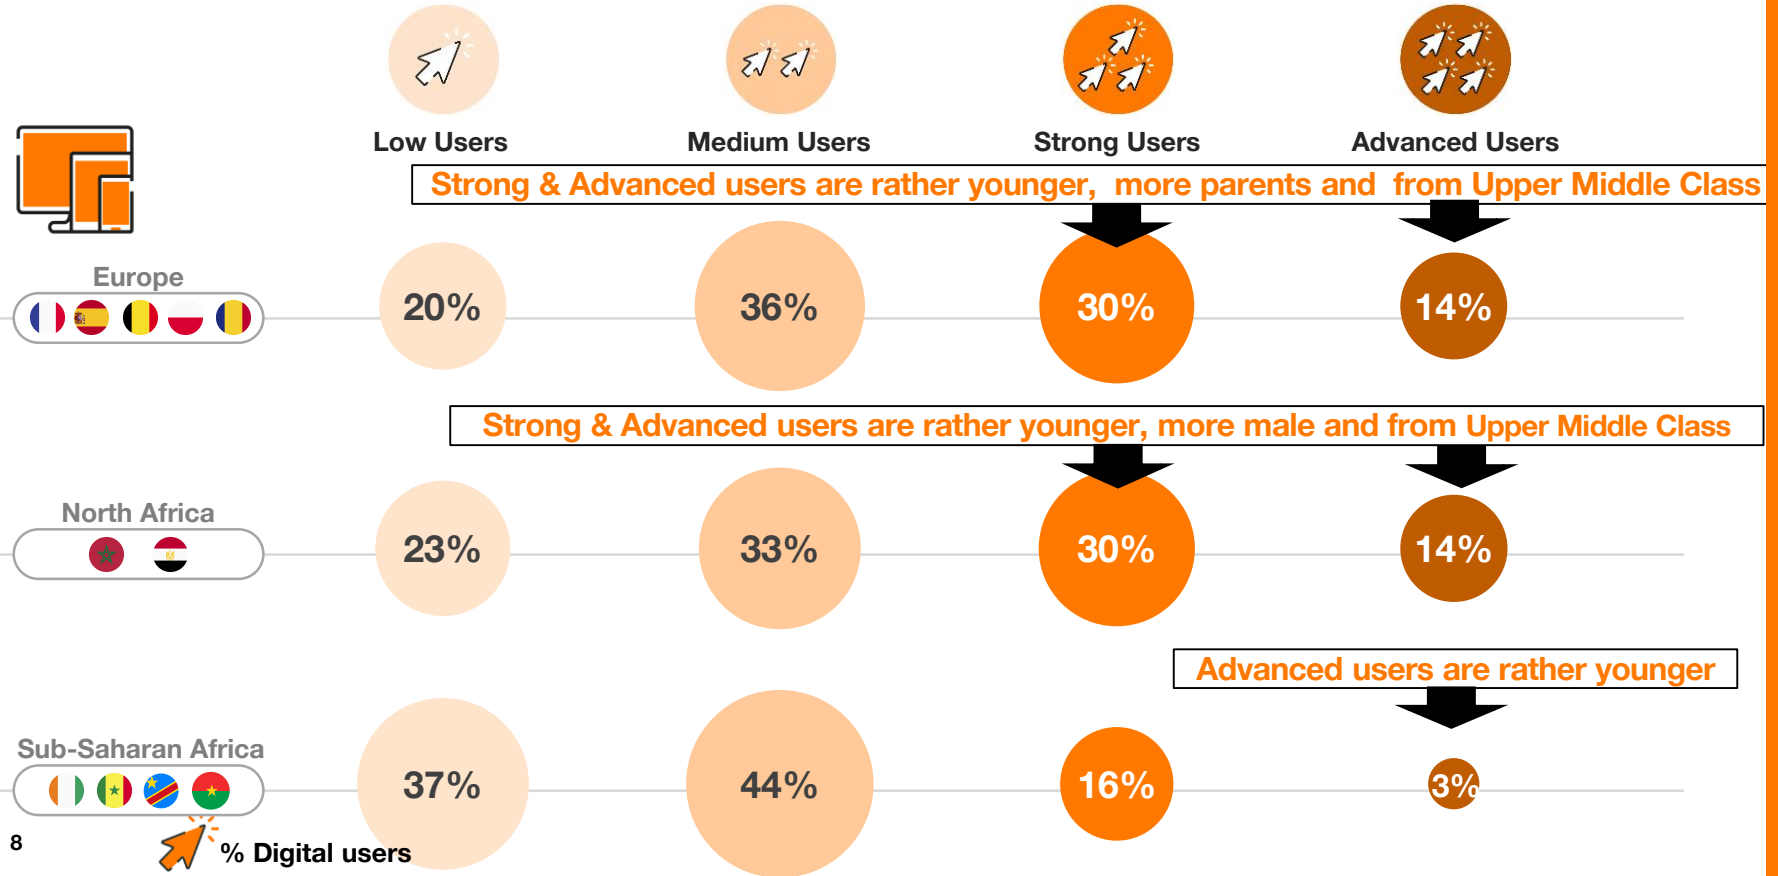 Low Users
Medium Users
Strong Users
Advanced Users
Strong & Advanced users are rather younger, more parents and from Upper Middle Class
Europe
20%
36%
30%
14%
Strong & Advanced users are rather younger, more male and from Upper Middle Class
North Africa
23%
33%
30%
14%
Advanced users are rather younger
Sub-Saharan Africa
37%
44%
16%
3%
8
% Digital users